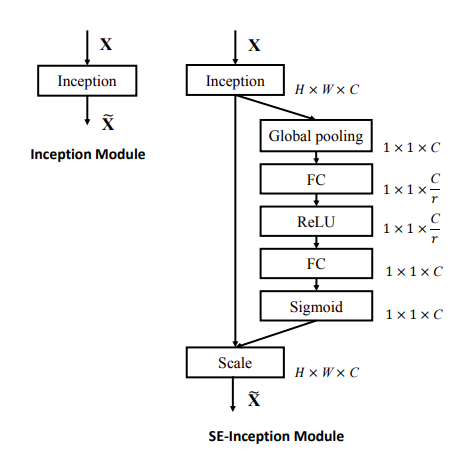 X
Inception
X̃
Inception Module
X
Inception
H × W × C
Global pooling
1 × 1 × C
FC
1 × 1 × C/r
ReLU
1 × 1 × C/r
FC
1 × 1 × C
Sigmoid
1 × 1 × C
Scale
H × W × C
X̃
SE-Inception Module